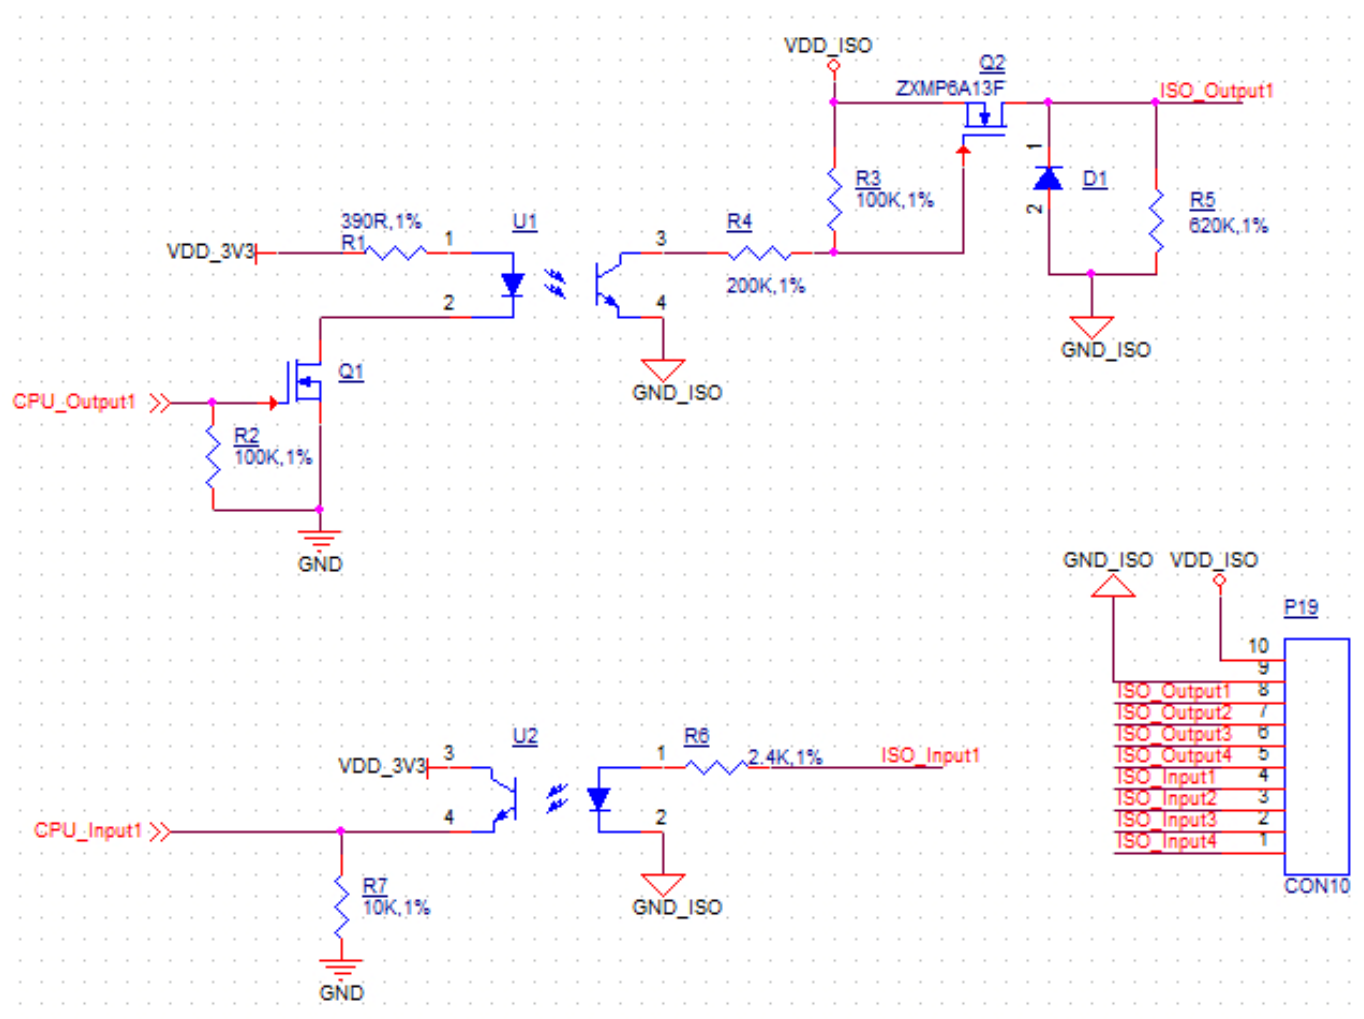 VDD_ISO
Q2
ZXMP6A13F
ISO_Output1
1
D1
2
R3
100K,1%
R5
620K,1%
390R,1%
R1
VDD_3V3
1
U1
3
R4
200K,1%
2
4
GND_ISO
GND_ISO
Q1
CPU_Output1
R2
100K,1%
GND
GND_ISO
VDD_ISO
P19
10
9
ISO_Output1 8
ISO_Output2 7
ISO_Output3 6
ISO_Output4 5
ISO_Input1 4
ISO_Input2 3
ISO_Input3 2
ISO_Input4 1
CON10
U2
VDD_3V3
3
1
R6
2.4K,1%
ISO_Input1
CPU_Input1
4
2
R7
10K,1%
GND_ISO
GND